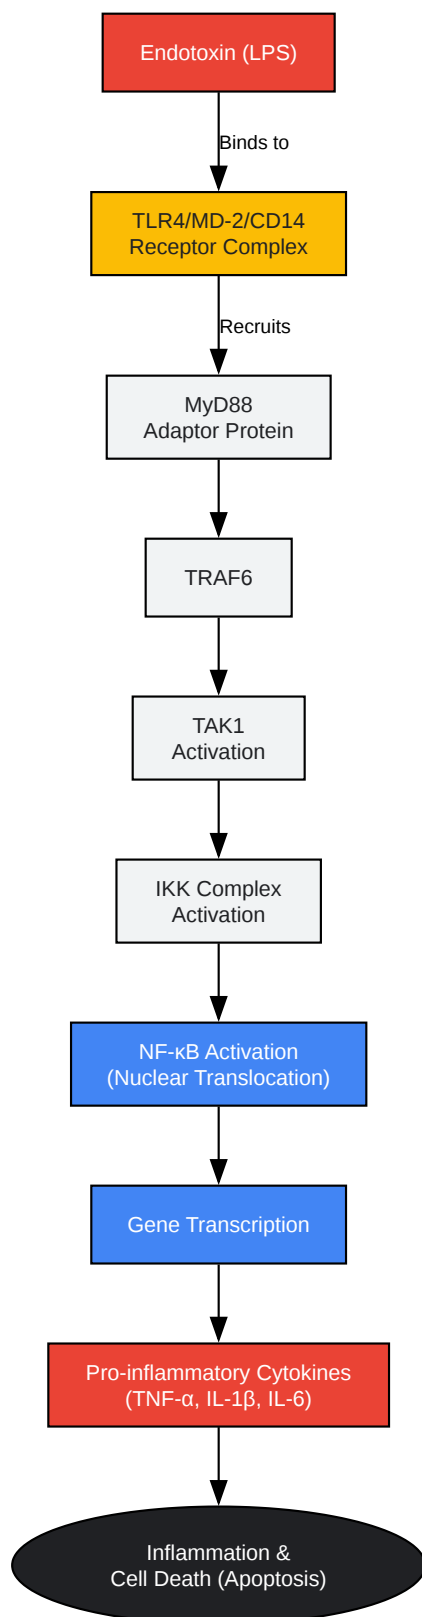 Endotoxin (LPS)
Binds to
TLR4/MD-2/CD14
Receptor Complex
Recruits
MyD88
Adaptor Protein
TRAF6
TAK1
Activation
IKK Complex
Activation
NF-κB Activation
(Nuclear Translocation)
Gene Transcription
Pro-inflammatory Cytokines
(TNF-α, IL-1β, IL-6)
Inflammation &
Cell Death (Apoptosis)